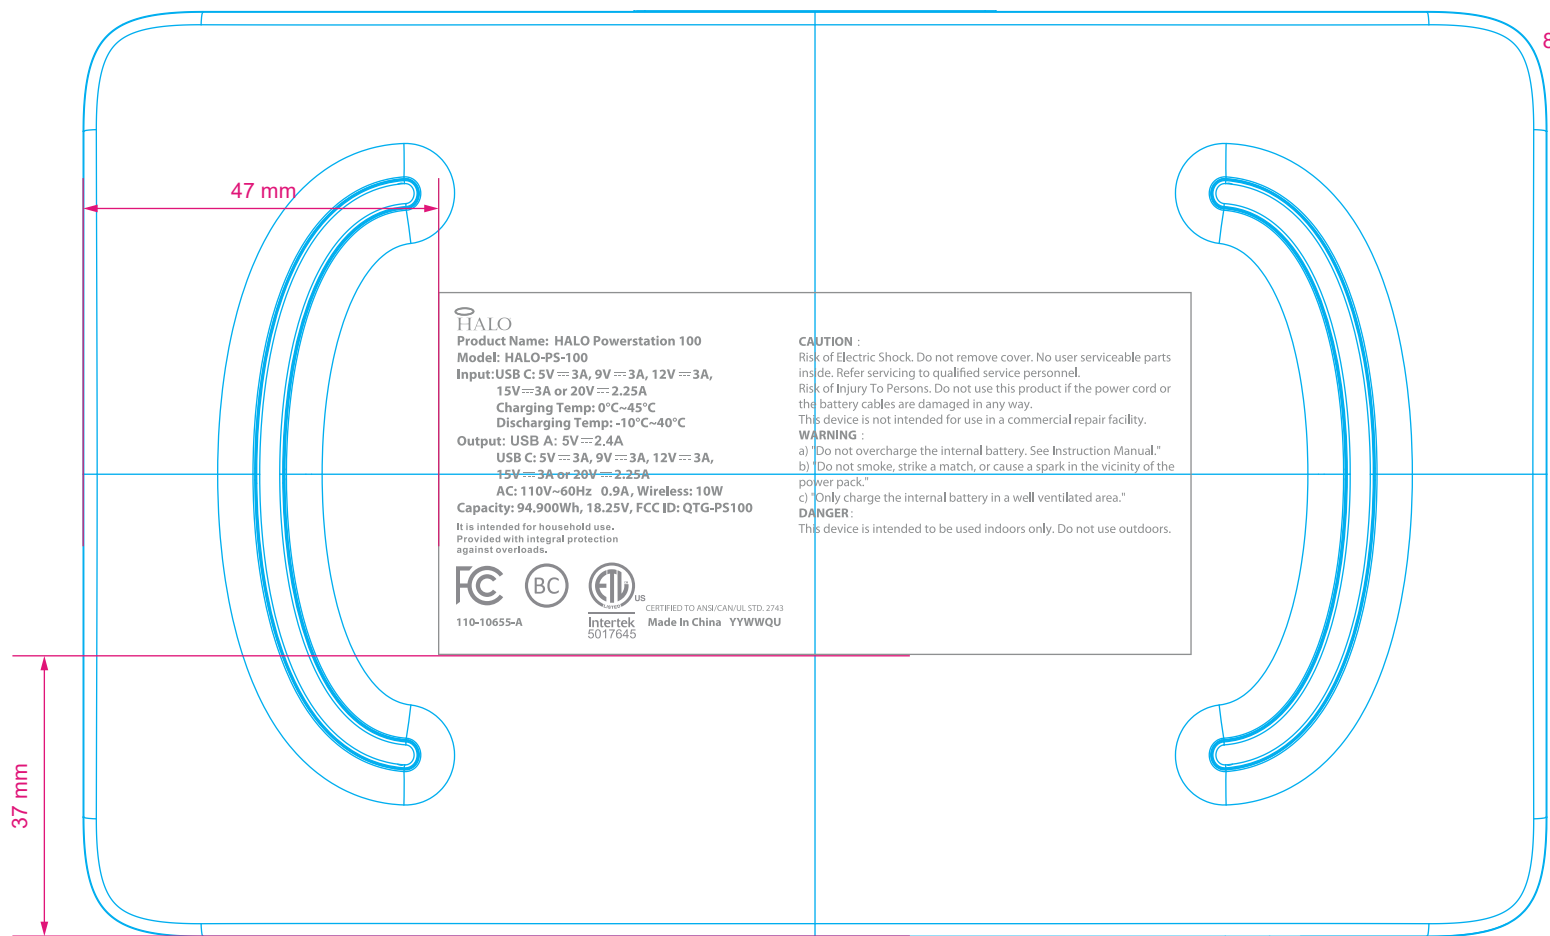 8
47 mm
HALO
Product Name: HALO Powerstation 100
Model: HALO-PS-100
Input:USB C: 5V⎓3A, 9V⎓3A, 12V⎓3A,
15V⎓3A or 20V⎓2.25A
Charging Temp: 0°C~45°C
Discharging Temp: -10°C~40°C
Output: USB A: 5V⎓2.4A
USB C: 5V⎓3A, 9V⎓3A, 12V⎓3A,
15V⎓3A or 20V⎓2.25A
AC: 110V~60Hz 0.9A, Wireless: 10W
Capacity: 94.900Wh, 18.25V, FCC ID: QTG-PS100
It is intended for household use.
Provided with integral protection
against overloads.
FC
BC
ETL
LISTED
US
CERTIFIED TO ANSI/CAN/UL STD. 2743
110-10655-A
Intertek
5017645
Made In China YYWWQU
CAUTION :
Risk of Electric Shock. Do not remove cover. No user serviceable parts
inside. Refer servicing to qualified service personnel.
Risk of Injury To Persons. Do not use this product if the power cord or
the battery cables are damaged in any way.
This device is not intended for use in a commercial repair facility.
WARNING :
a) "Do not overcharge the internal battery. See Instruction Manual."
b) "Do not smoke, strike a match, or cause a spark in the vicinity of the
power pack."
c) "Only charge the internal battery in a well ventilated area."
DANGER :
This device is intended to be used indoors only. Do not use outdoors.
37 mm